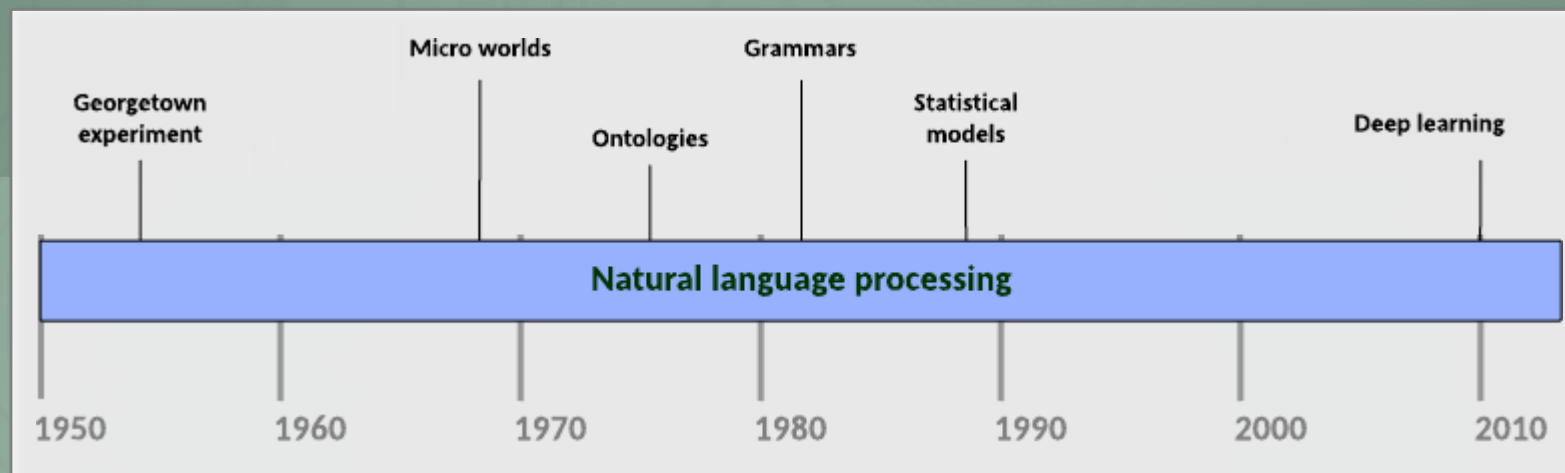 Micro worlds
Grammars
Georgetown
experiment
Statistical
models
Ontologies
Deep learning
Natural language processing
1950
1960
1970
1980
1990
2000
2010